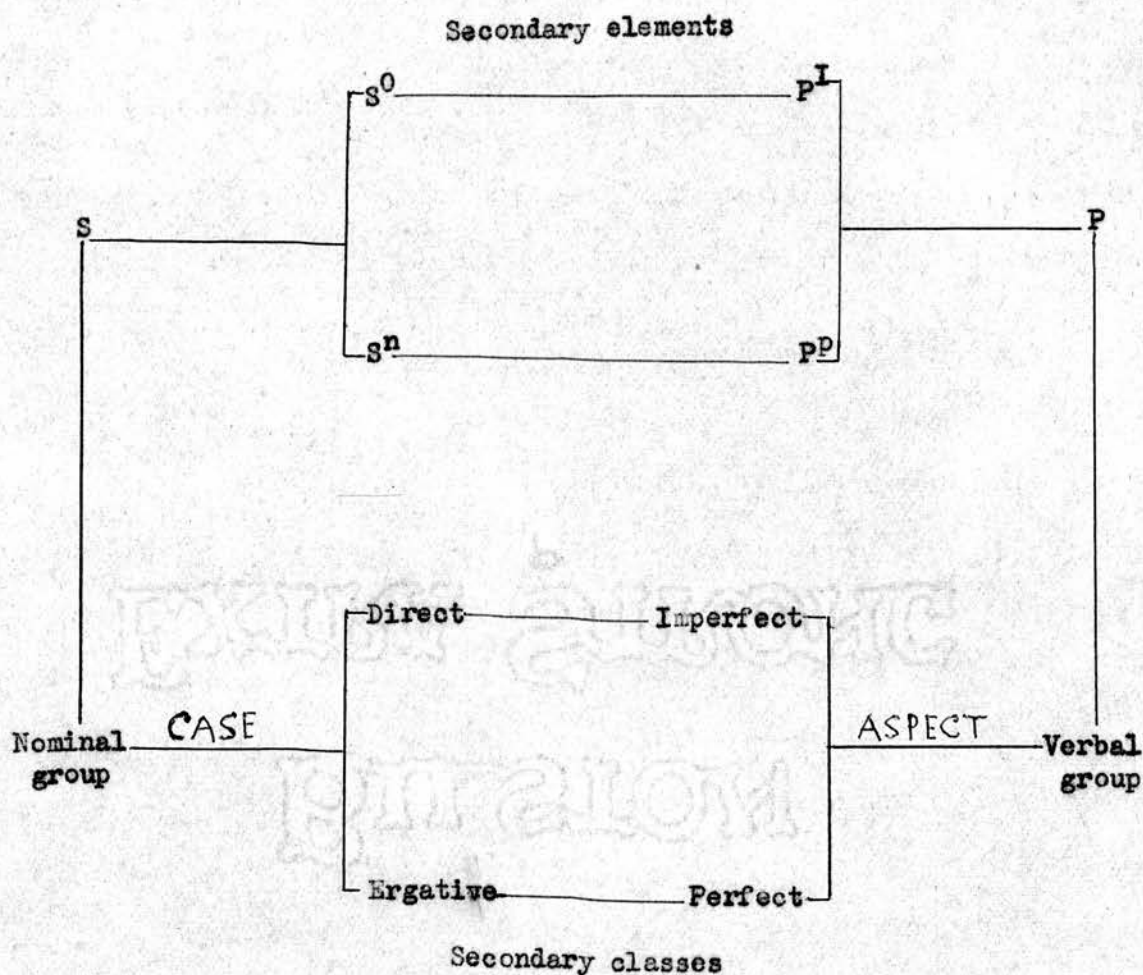 Secondary elements
S⁰ Pᴵ
S P
Sⁿ Pᵖ
Direct Imperfect
Nominal group CASE ASPECT Verbal group
Ergative Perfect
Secondary classes